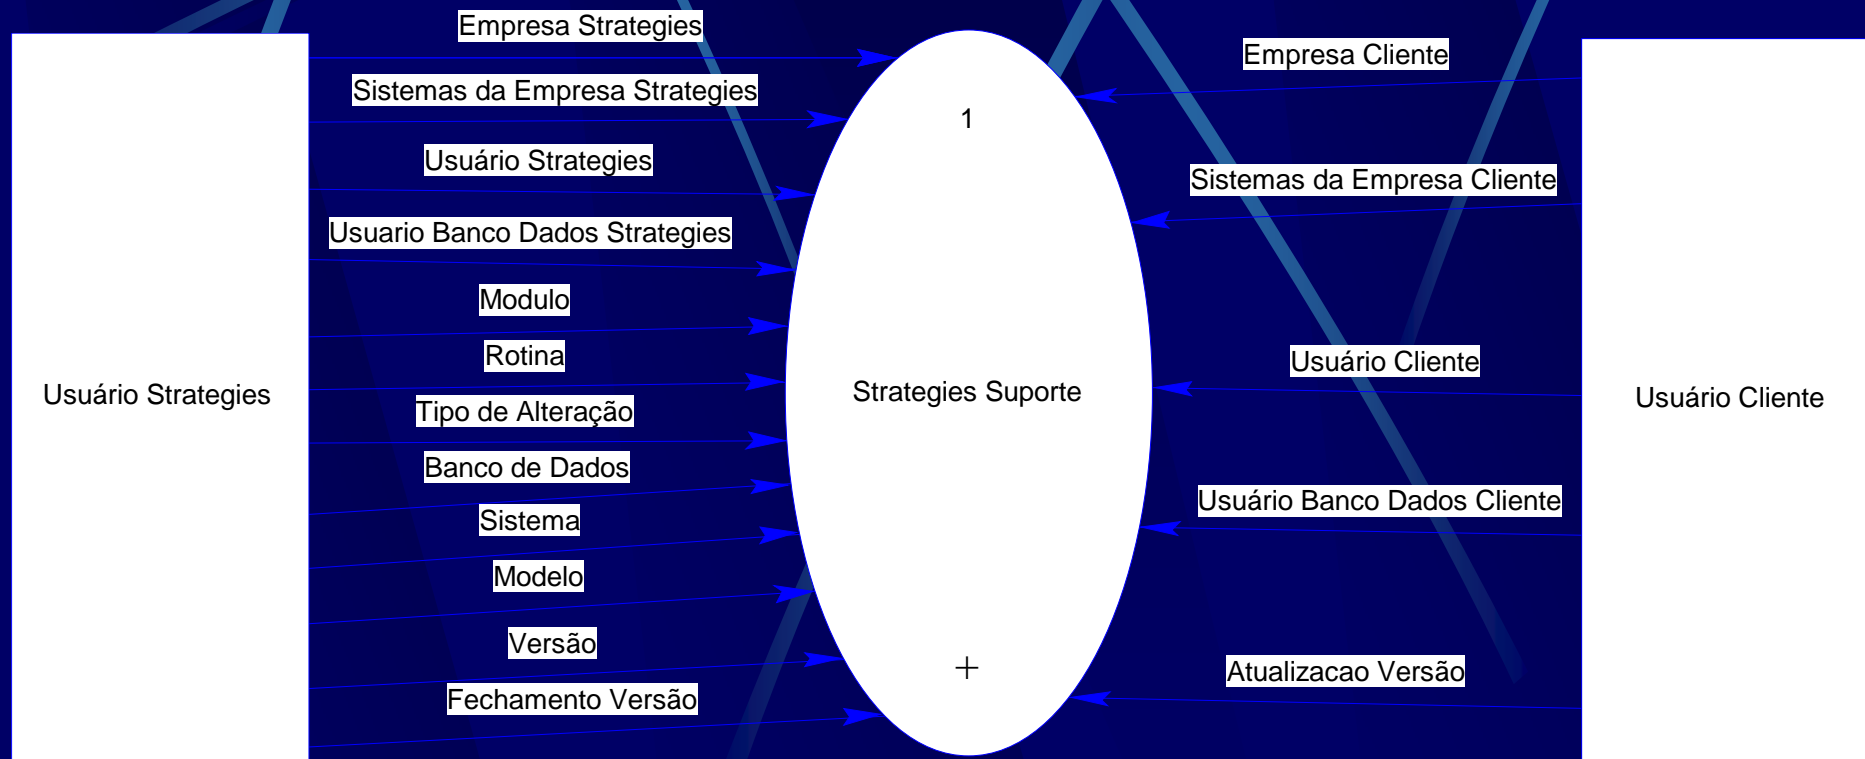 Empresa Strategies
Sistemas da Empresa Strategies
Usuário Strategies
Usuario Banco Dados Strategies
Modulo
Rotina
Tipo de Alteração
Banco de Dados
Sistema
Modelo
Versão
Fechamento Versão
Usuário Strategies
1
Strategies Suporte
+
Empresa Cliente
Sistemas da Empresa Cliente
Usuário Cliente
Usuário Banco Dados Cliente
Atualizacao Versão
Usuário Cliente